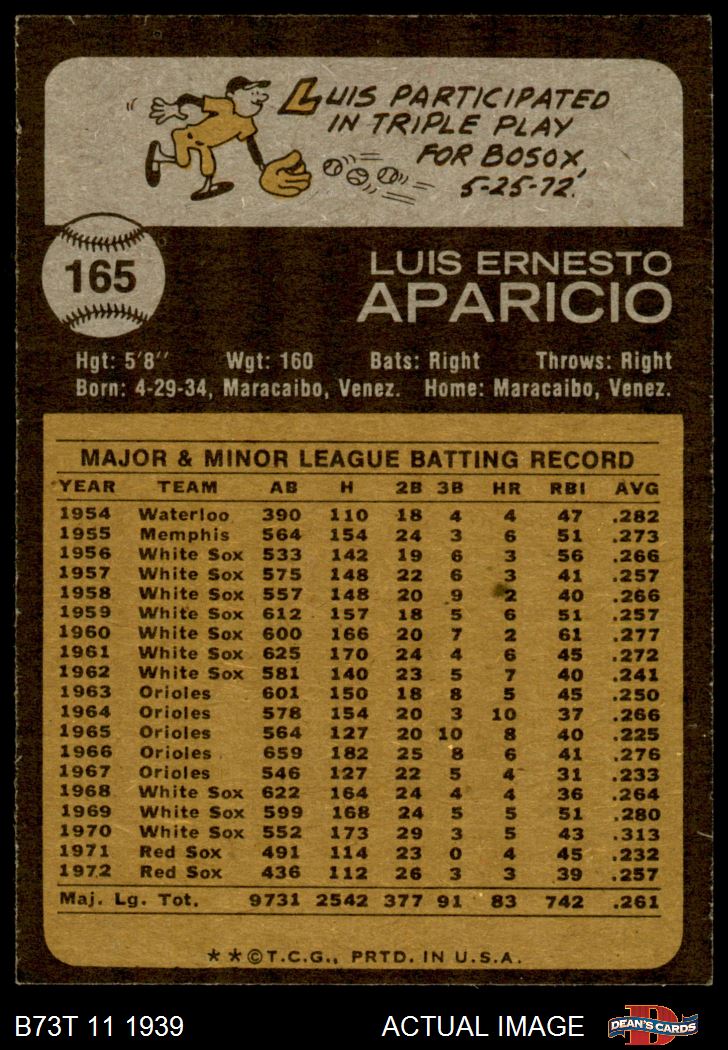 LUIS PARTICIPATED
IN TRIPLE PLAY
FOR BOSOX,
5-25-72.
165
LUIS ERNESTO
APARICIO
Hgt: 5'8" Wgt: 160 Bats: Right Throws: Right
Born: 4-29-34, Maracaibo, Venez. Home: Maracaibo, Venez.
MAJOR & MINOR LEAGUE BATTING RECORD
YEAR TEAM AB H 2B 3B HR RBI AVG
1954 Waterloo 390 110 18 4 4 47 .282
1955 Memphis 564 154 24 3 6 51 .273
1956 White Sox 533 142 19 6 3 56 .266
1957 White Sox 575 148 22 6 3 41 .257
1958 White Sox 557 148 20 9 2 40 .266
1959 White Sox 612 157 18 5 6 51 .257
1960 White Sox 600 166 20 7 2 61 .277
1961 White Sox 625 170 24 4 6 45 .272
1962 White Sox 581 140 23 5 7 40 .241
1963 Orioles 601 150 18 8 5 45 .250
1964 Orioles 578 154 20 3 10 37 .266
1965 Orioles 564 127 20 10 8 40 .225
1966 Orioles 659 182 25 8 6 41 .276
1967 Orioles 546 127 22 5 4 31 .233
1968 White Sox 622 164 24 4 4 36 .264
1969 White Sox 599 168 24 5 5 51 .280
1970 White Sox 552 173 29 3 5 43 .313
1971 Red Sox 491 114 23 0 4 45 .232
1972 Red Sox 436 112 26 3 3 39 .257
Maj. Lg. Tot. 9731 2542 377 91 83 742 .261
**©T.C.G., PRTD. IN U.S.A.
B73T 11 1939 ACTUAL IMAGE D DEAN'S CARDS